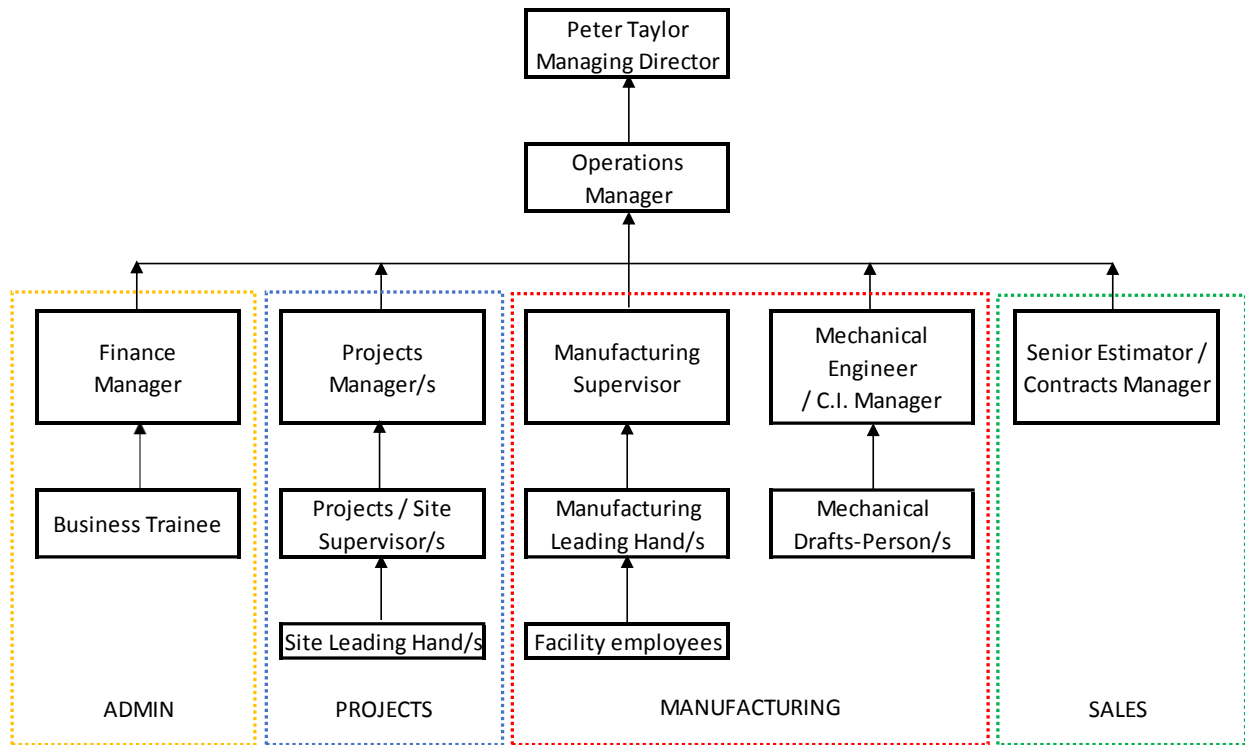 Peter Taylor
Managing Director
Operations
Manager
Finance
Manager
Projects
Manager/s
Manufacturing
Supervisor
Mechanical
Engineer
/ C.I. Manager
Senior Estimator /
Contracts Manager
Business Trainee
Projects / Site
Supervisor/s
Manufacturing
Leading Hand/s
Mechanical
Drafts-Person/s
Site Leading Hand/s
Facility employees
ADMIN
PROJECTS
MANUFACTURING
SALES